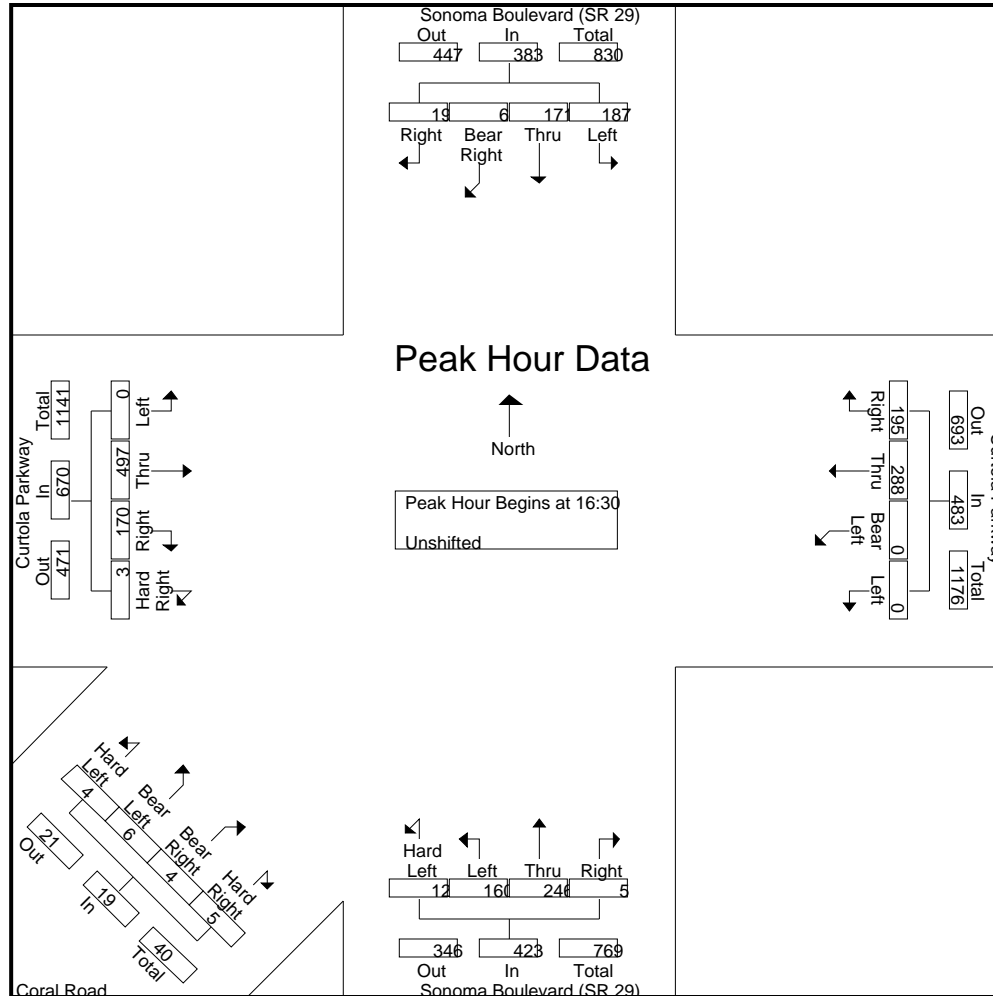 Sonoma Boulevard (SR 29)
Out In Total
447 383 830
19 6 171 187
Right Bear Right Thru Left
Peak Hour Data
North
Peak Hour Begins at 16:30
Unshifted
Curtola Parkway
Total In Out
1141 670 471
0 497 170 3
Left Thru Right Hard Right
Right Thru Bear Left Left
195 288 0 0
Out In Total
693 483 1176
Hard Left Bear Left Bear Right Hard Right
4 6 4 5
21 19 40
Out In Total
Coral Road
Hard Left Left Thru Right
12 160 246 5
346 423 769
Out In Total
Sonoma Boulevard (SR 29)